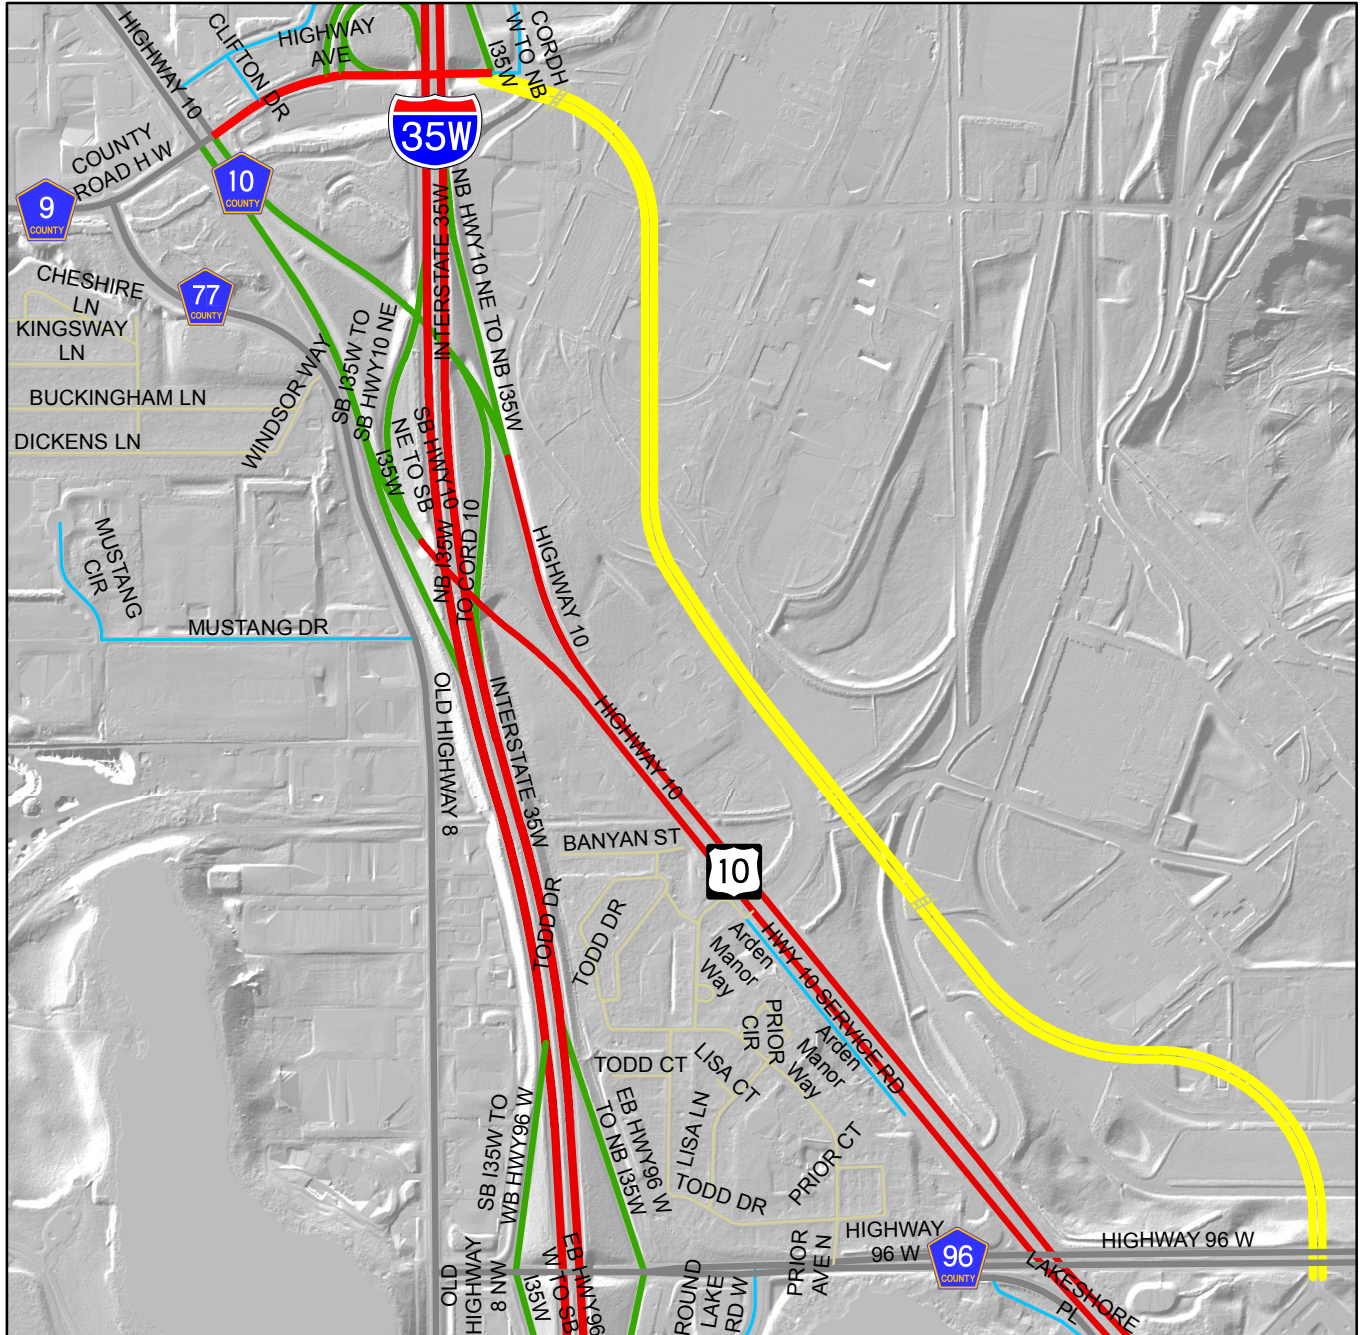 HIGHWAY 10
CLIFTON DR
HIGHWAY
AVE
CORDH
W TO NB
I35W
35W
COUNTY
ROAD H W
10
COUNTY
9
COUNTY
77
COUNTY
CHESHIRE
LN
KINGSWAY
LN
BUCKINGHAM LN
DICKENS LN
WINDSOR WAY
SB I35W TO
SB HWY10 NE
INTERSTATE 35W
NB HWY10 NE TO NB I35W
SB HWY10
NE TO SB
I35W
NB I35W
TO CORD 10
HIGHWAY 10
MUSTANG
CIR
MUSTANG DR
OLD HIGHWAY 8
INTERSTATE 35W
HIGHWAY 10
BANYAN ST
10
TODD DR
TODD DR
Arden
Manor
Way
HWY 10 SERVICE RD
PRIOR
CIR
Arden
Manor
Way
TODD CT
LISA CT
LISA LN
SB I35W TO
WB HWY96 W
EB HWY96 W
TO NB I35W
TODD DR
PRIOR CT
OLD
HIGHWAY
8 NW
EB HWY96
W TO SB
I35W
ROUND
LAKE
RD W
PRIOR
AVE N
HIGHWAY
96 W
96
COUNTY
HIGHWAY 96 W
LAKESHORE
PL